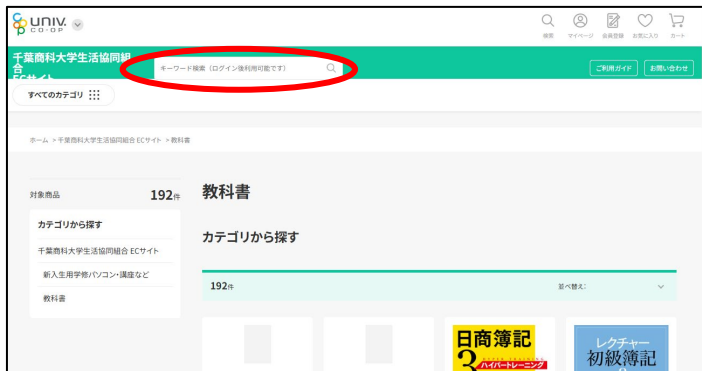 univ.
CO·OP
検索
マイページ
会員登録
お気に入り
カート
千葉商科大学生活協同組
合
ECサイト
キーワード検索（ログイン後利用可能です）
ご利用ガイド
お問い合わせ
すべてのカテゴリ
ホーム > 千葉商科大学生活協同組合 ECサイト > 教科書
対象商品 192件
教科書
カテゴリから探す
千葉商科大学生活協同組合 ECサイト
新入生用学修パソコン・講座など
教科書
カテゴリから探す
192件
並べ替え:
日商簿記
3
ハイパートレーニング
レクチャー
初級簿記